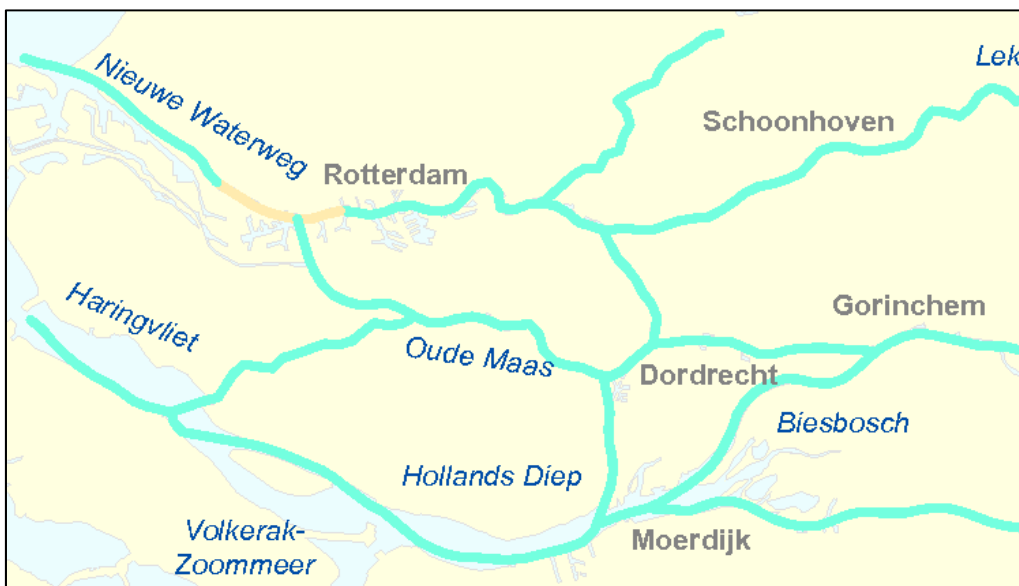 Nieuwe Waterweg
Lek
Schoonhoven
Rotterdam
Haringvliet
Gorinchem
Oude Maas
Dordrecht
Biesbosch
Hollands Diep
Volkerak-
Zoommeer
Moerdijk